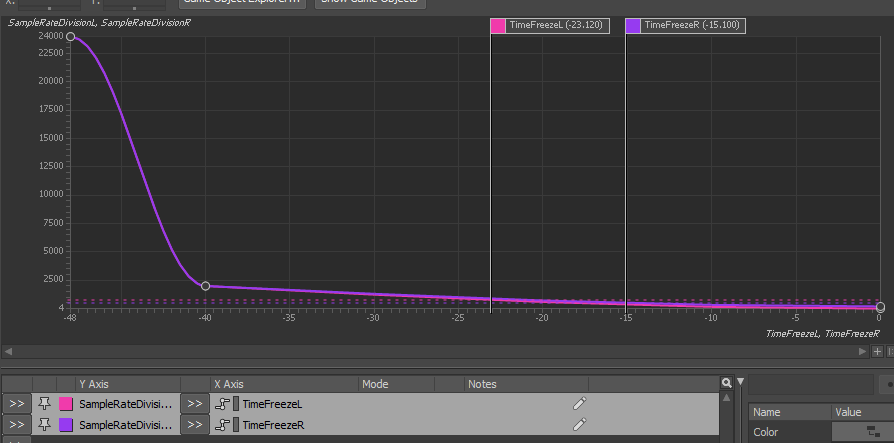 X: Y: Game Object Explorer... Show Game Objects
SampleRateDivisionL, SampleRateDivisionR
TimeFreezeL (-23.120) TimeFreezeR (-15.100)
24000
22500
20000
17500
15000
12500
10000
7500
5000
2500
4
-48 -40 -35 -30 -25 -20 -15 -10 -5 0
TimeFreezeL, TimeFreezeR
Y Axis X Axis Mode Notes
>> SampleRateDivisi... >> TimeFreezeL
>> SampleRateDivisi... >> TimeFreezeR
>>
Name Value
Color